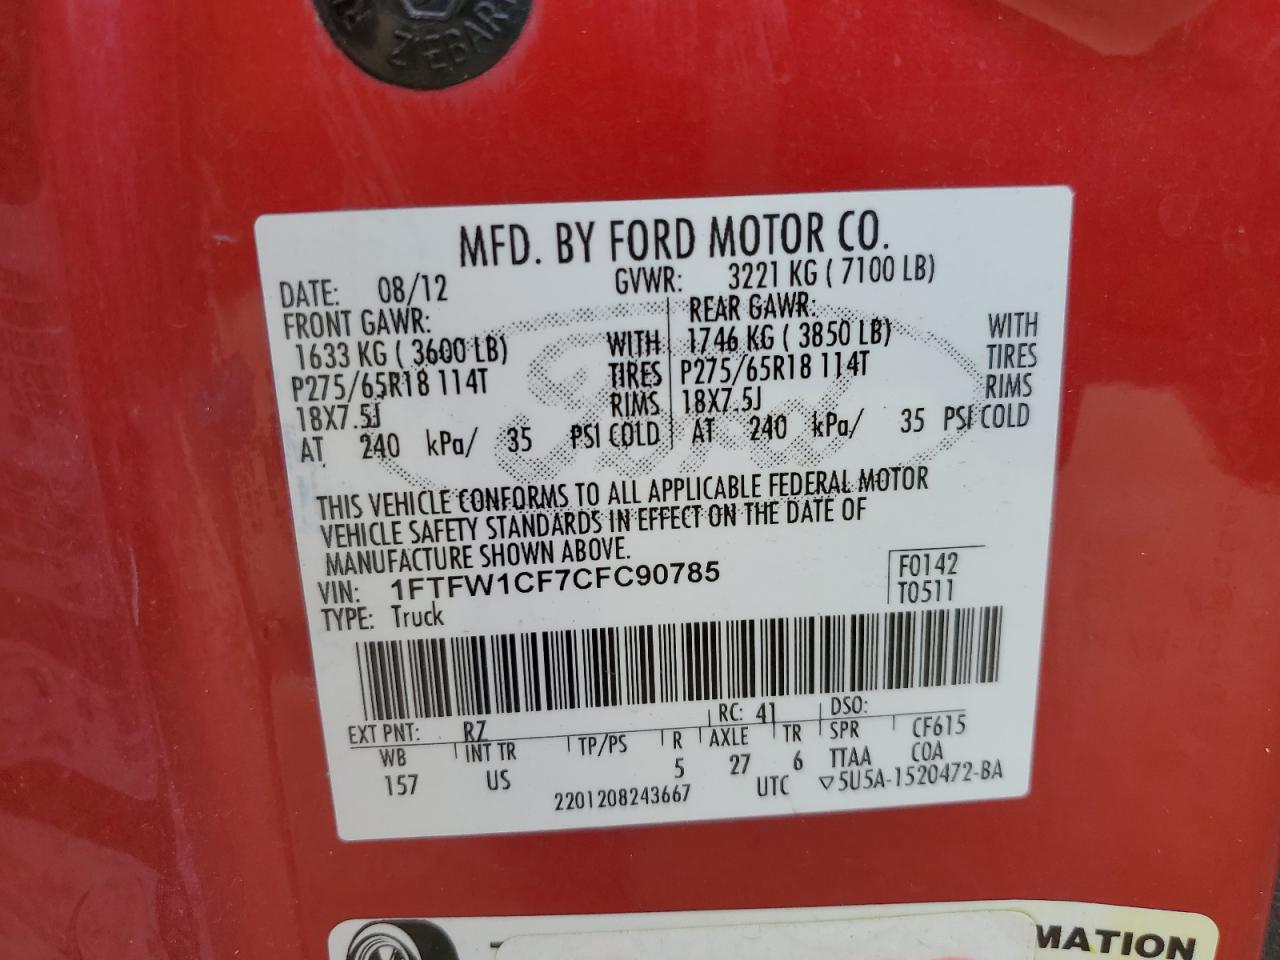 ZIEBART
MFD. BY FORD MOTOR CO.
DATE: 08/12 GVWR: 3221 KG ( 7100 LB)
FRONT GAWR: REAR GAWR:
1633 KG ( 3600 LB) WITH 1746 KG ( 3850 LB) WITH
P275/65R18 114T TIRES P275/65R18 114T TIRES
18X7.5J RIMS 18X7.5J RIMS
AT 240 kPa/ 35 PSI COLD AT 240 kPa/ 35 PSI COLD
Ford
THIS VEHICLE CONFORMS TO ALL APPLICABLE FEDERAL MOTOR
VEHICLE SAFETY STANDARDS IN EFFECT ON THE DATE OF
MANUFACTURE SHOWN ABOVE.
VIN: 1FTFW1CF7CFC90785 F0142
TYPE: Truck T0511
EXT PNT: RZ RC: 41 DSO:
WB INT TR TP/PS R AXLE TR SPR CF615
157 US 5 27 6 TTAA COA
2201208243667 UTC ▽5U5A-1520472-BA
MATION